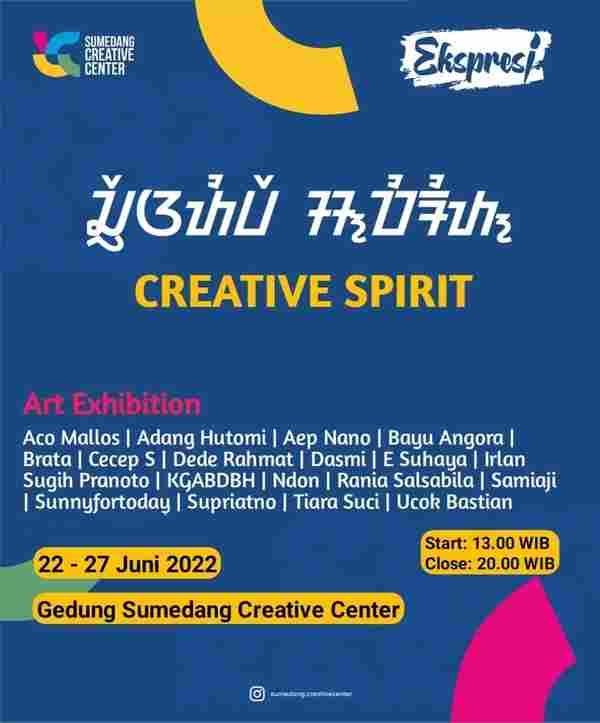 SUMEDANG
CREATIVE
CENTER
Ekspresi
CREATIVE SPIRIT
Art Exhibition
Aco Mallos | Adang Hutomi | Aep Nano | Bayu Angora |
Brata | Cecep S | Dede Rahmat | Dasmi | E Suhaya | Irlan
Sugih Pranoto | KGABDBH | Ndon | Rania Salsabila | Samiaji
| Sunnyfortoday | Supriatno | Tiara Suci | Ucok Bastian
22 - 27 Juni 2022
Start: 13.00 WIB
Close: 20.00 WIB
Gedung Sumedang Creative Center
sumedang.creativecenter